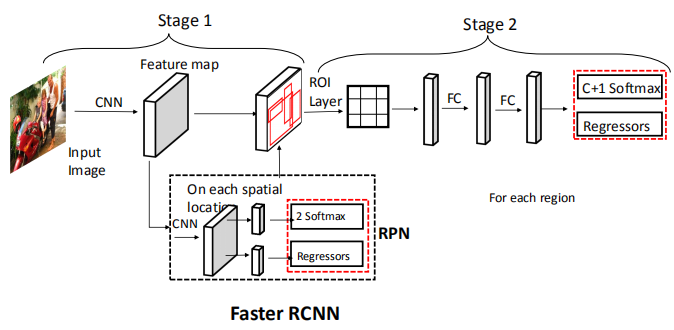 Stage 1
Stage 2
Feature map
ROI
Layer
CNN
FC
FC
C+1 Softmax
Regressors
Input
Image
On each spatial
location
CNN
2 Softmax
Regressors
RPN
For each region
Faster RCNN